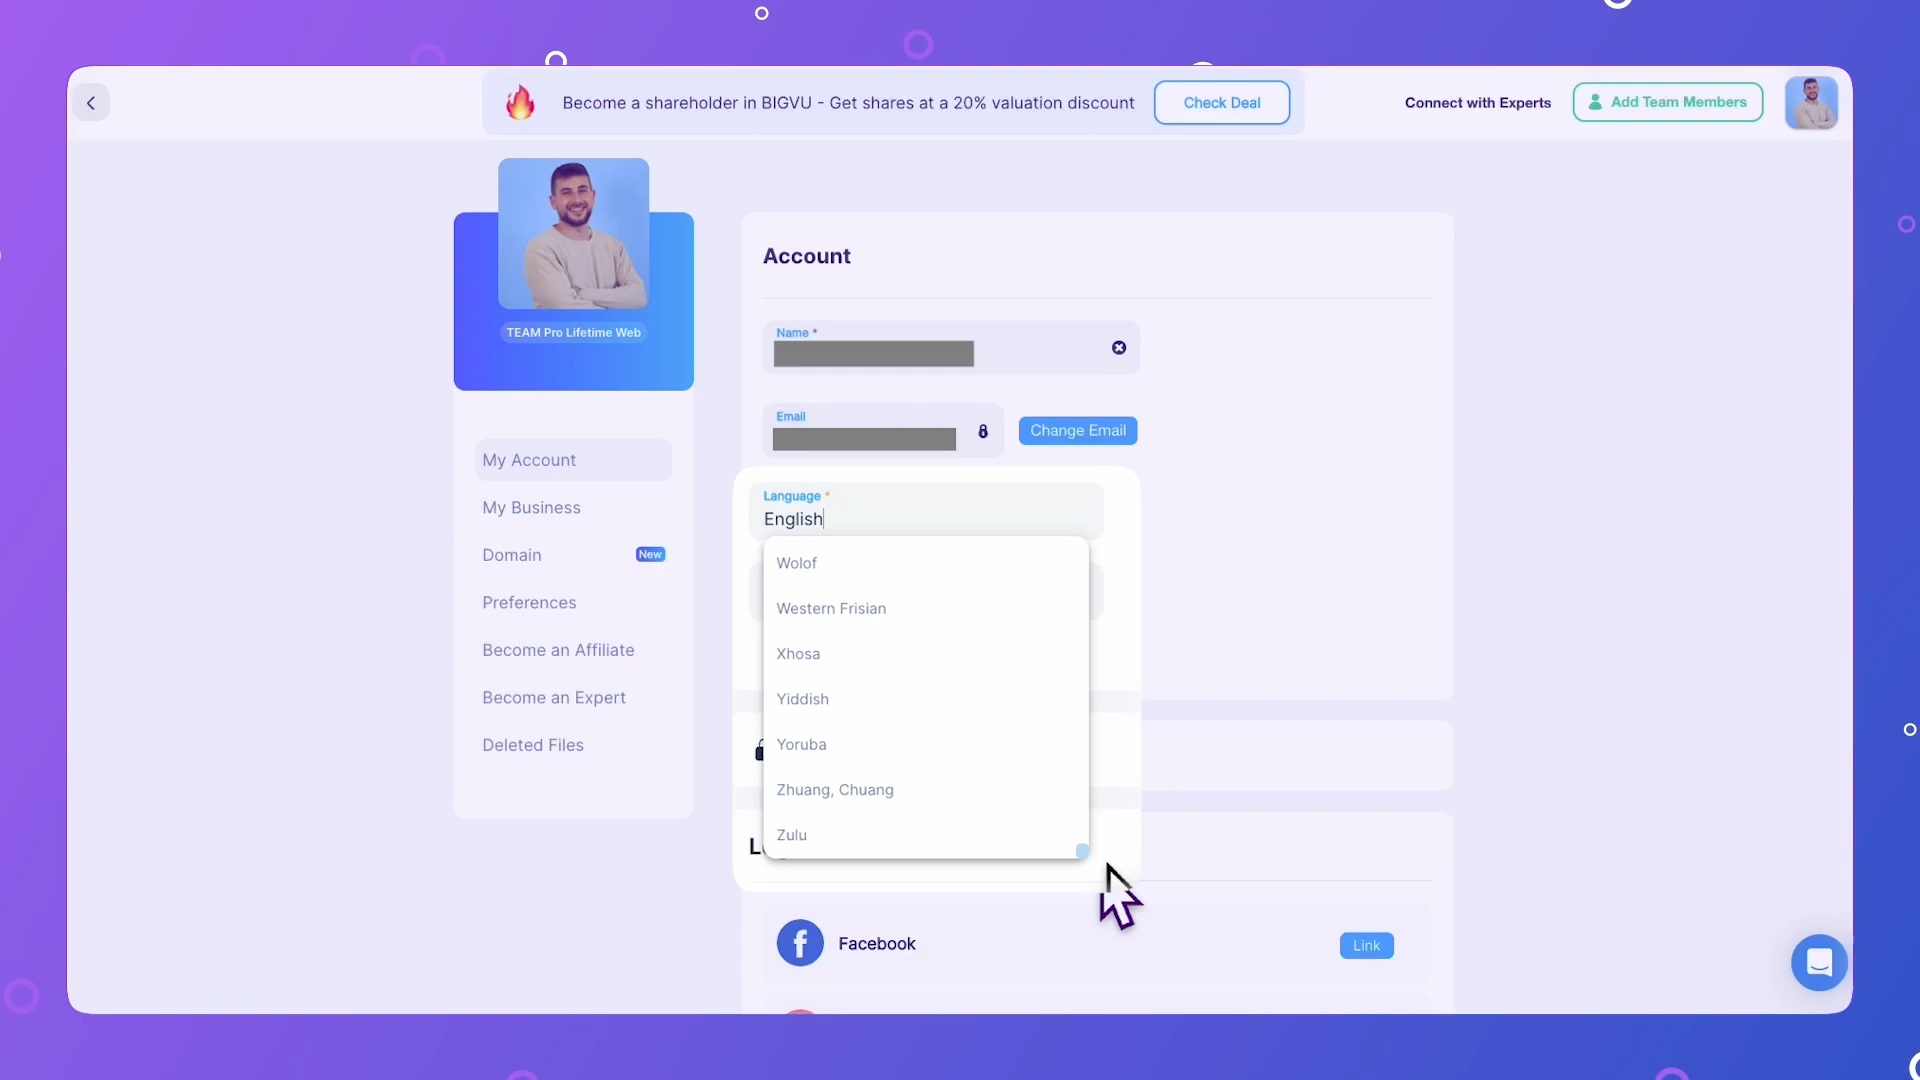 Become a shareholder in BIGVU - Get shares at a 20% valuation discount
Check Deal
Connect with Experts
Add Team Members
TEAM Pro Lifetime Web
My Account
My Business
Domain
New
Preferences
Become an Affiliate
Become an Expert
Deleted Files
Account
Name *
Email
Change Email
Language *
English
Wolof
Western Frisian
Xhosa
Yiddish
Yoruba
Zhuang, Chuang
Zulu
Facebook
Link